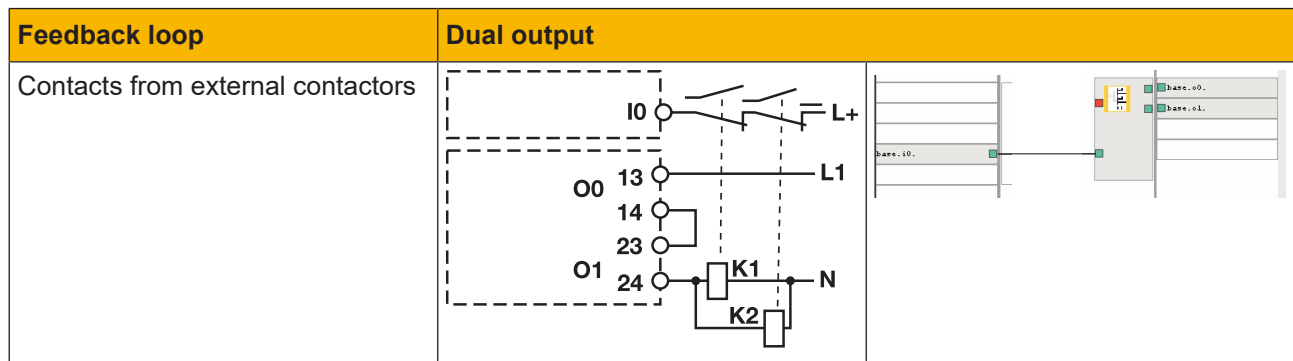 Feedback loop
Dual output
Contacts from external contactors
I0
L+
O0
13
L1
14
23
O1
24
K1
N
K2
base.i0.
base.o0.
base.o1.